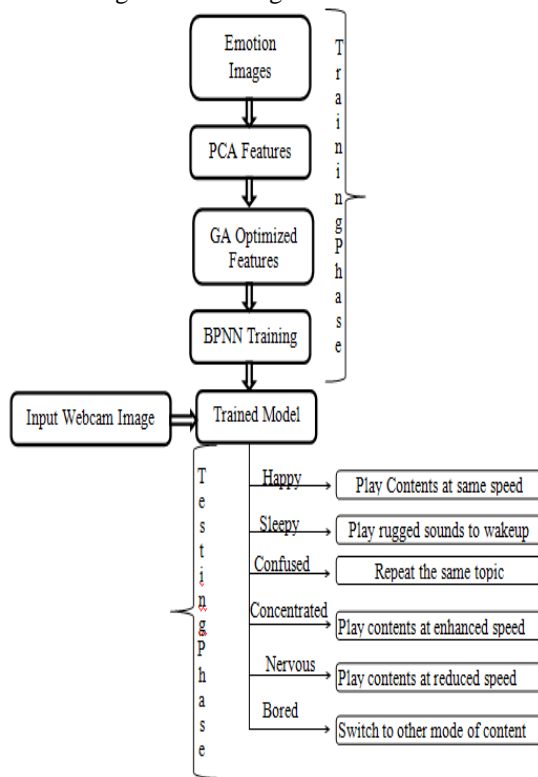 Emotion
Images
PCA Features
GA Optimized
Features
BPNN Training
Training Phase
Input Webcam Image
Trained Model
Testing Phase
Happy
Play Contents at same speed
Sleepy
Play rugged sounds to wakeup
Confused
Repeat the same topic
Concentrated
Play contents at enhanced speed
Nervous
Play contents at reduced speed
Bored
Switch to other mode of content